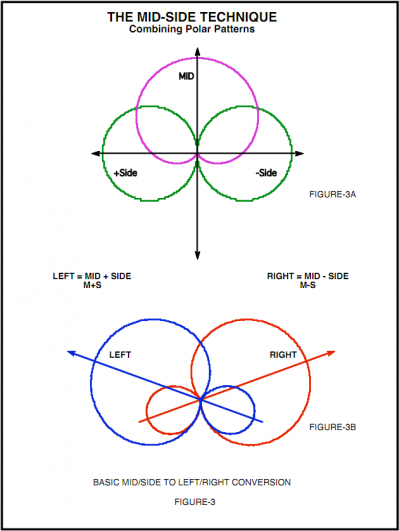 THE MID-SIDE TECHNIQUE
Combining Polar Patterns
MID
+Side
-Side
FIGURE-3A
LEFT = MID + SIDE
M+S
RIGHT = MID - SIDE
M-S
LEFT
RIGHT
FIGURE-3B
BASIC MID/SIDE TO LEFT/RIGHT CONVERSION
FIGURE-3